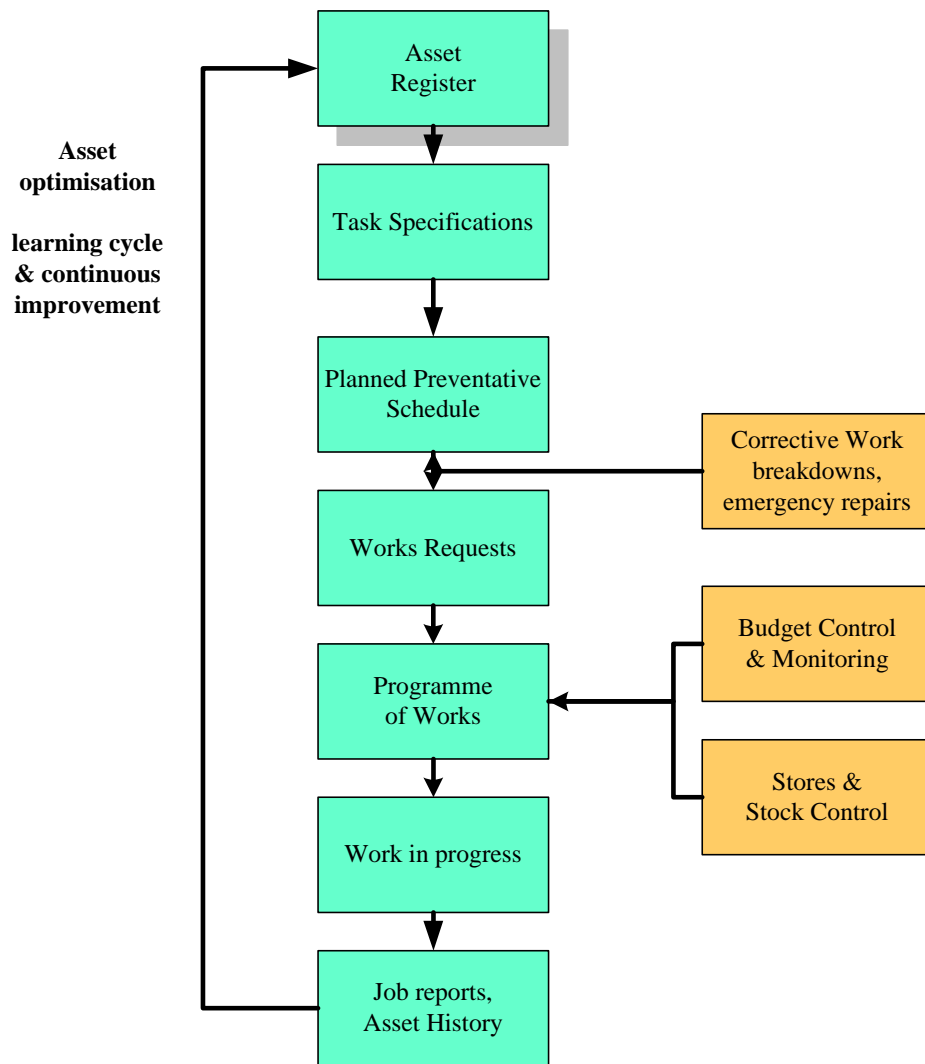 Asset
Register
Asset
optimisation
learning cycle
& continuous
improvement
Task Specifications
Planned Preventative
Schedule
Corrective Work
breakdowns,
emergency repairs
Works Requests
Budget Control
& Monitoring
Programme
of Works
Stores &
Stock Control
Work in progress
Job reports,
Asset History